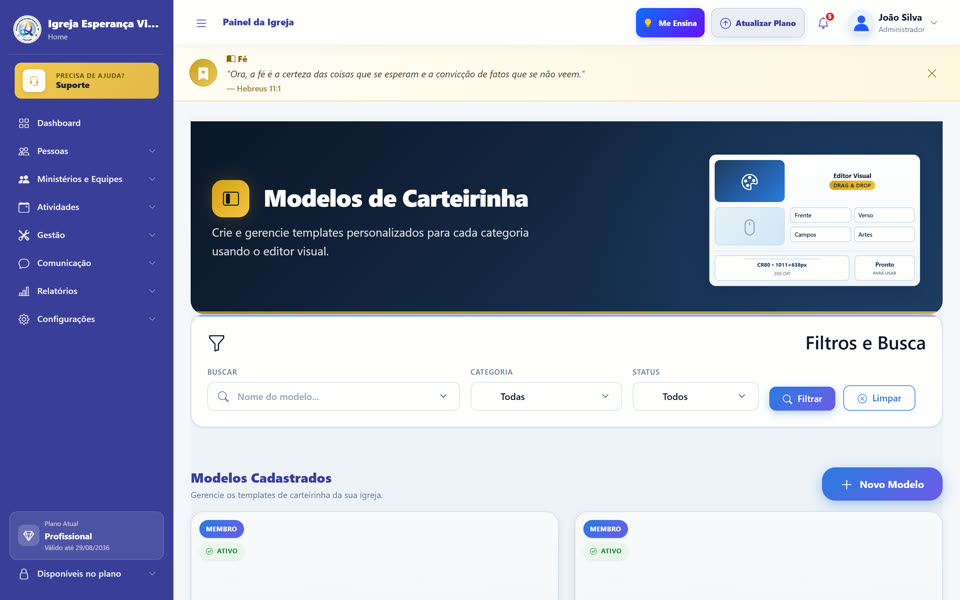 Igreja Esperança Vi...
Home
PRECISA DE AJUDA?
Suporte
Dashboard
Pessoas
Ministérios e Equipes
Atividades
Gestão
Comunicação
Relatórios
Configurações
Plano Atual
Profissional
Válido até 29/08/2036
Disponíveis no plano
Painel da Igreja
Me Ensina
Atualizar Plano
5
João Silva
Administrador
Fé
"Ora, a fé é a certeza das coisas que se esperam e a convicção de fatos que se não veem."
— Hebreus 11:1
Modelos de Carteirinha
Crie e gerencie templates personalizados para cada categoria
usando o editor visual.
Editor Visual
DRAG & DROP
Frente
Verso
Campos
Artes
CR80 • 1011×638px
300 DPI
Pronto
PARA USAR
Filtros e Busca
BUSCAR
Nome do modelo...
CATEGORIA
Todas
STATUS
Todos
Filtrar
Limpar
Modelos Cadastrados
Gerencie os templates de carteirinha da sua igreja.
Novo Modelo
MEMBRO
ATIVO
MEMBRO
ATIVO